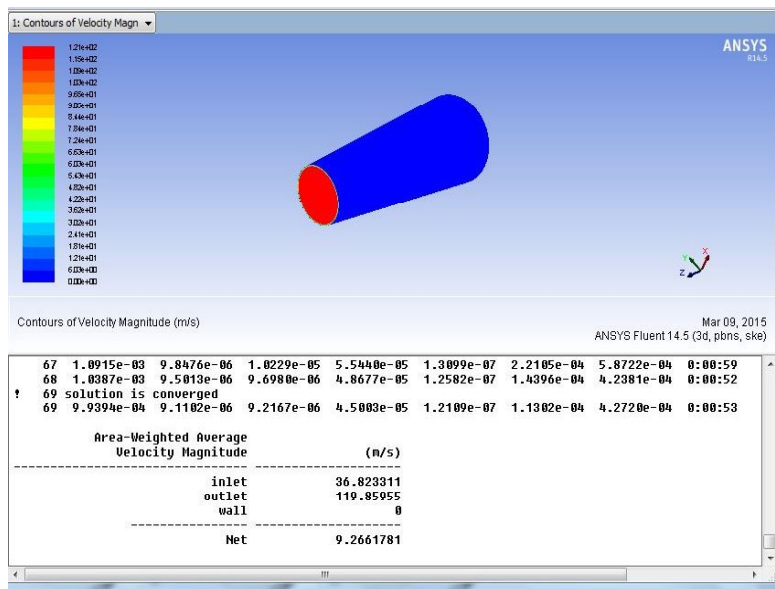 1: Contours of Velocity Magn
ANSYS
R14.5
1.21e+02
1.15e+02
1.09e+02
1.03e+02
9.65e+01
9.05e+01
8.44e+01
7.84e+01
7.24e+01
6.63e+01
6.03e+01
5.43e+01
4.82e+01
4.22e+01
3.62e+01
3.02e+01
2.41e+01
1.81e+01
1.21e+01
6.03e+00
0.00e+00
Y X
Z
Contours of Velocity Magnitude (m/s)
Mar 09, 2015
ANSYS Fluent 14.5 (3d, pbns, ske)
67 1.0915e-03 9.8476e-06 1.0229e-05 5.5440e-05 1.3099e-07 2.2105e-04 5.8722e-04 0:00:59
68 1.0387e-03 9.5013e-06 9.6980e-06 4.8677e-05 1.2582e-07 1.4396e-04 4.2381e-04 0:00:52
! 69 solution is converged
69 9.9394e-04 9.1102e-06 9.2167e-06 4.5003e-05 1.2109e-07 1.1302e-04 4.2720e-04 0:00:53
Area-Weighted Average
Velocity Magnitude (m/s)
inlet 36.823311
outlet 119.85955
wall 0
Net 9.2661781